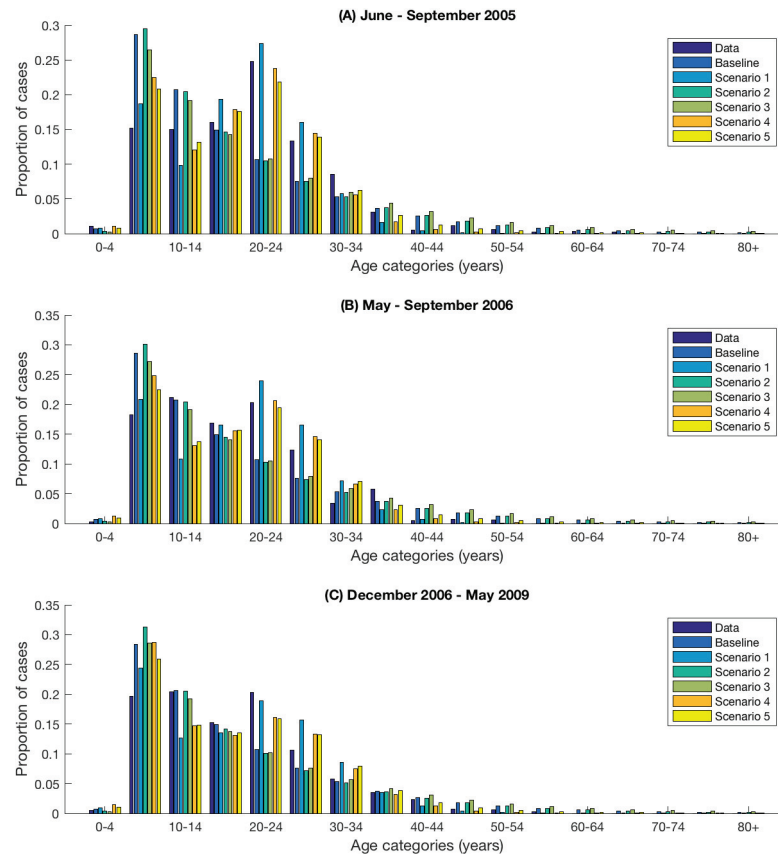 (A) June - September 2005
0.3
0.25
0.2
0.15
0.1
0.05
0
Proportion of cases
Data
Baseline
Scenario 1
Scenario 2
Scenario 3
Scenario 4
Scenario 5
0-4 10-14 20-24 30-34 40-44 50-54 60-64 70-74 80+
Age categories (years)
(B) May - September 2006
0.35
0.3
0.25
0.2
0.15
0.1
0.05
0
Proportion of cases
Data
Baseline
Scenario 1
Scenario 2
Scenario 3
Scenario 4
Scenario 5
0-4 10-14 20-24 30-34 40-44 50-54 60-64 70-74 80+
Age categories (years)
(C) December 2006 - May 2009
0.35
0.3
0.25
0.2
0.15
0.1
0.05
0
Proportion of cases
Data
Baseline
Scenario 1
Scenario 2
Scenario 3
Scenario 4
Scenario 5
0-4 10-14 20-24 30-34 40-44 50-54 60-64 70-74 80+
Age categories (years)